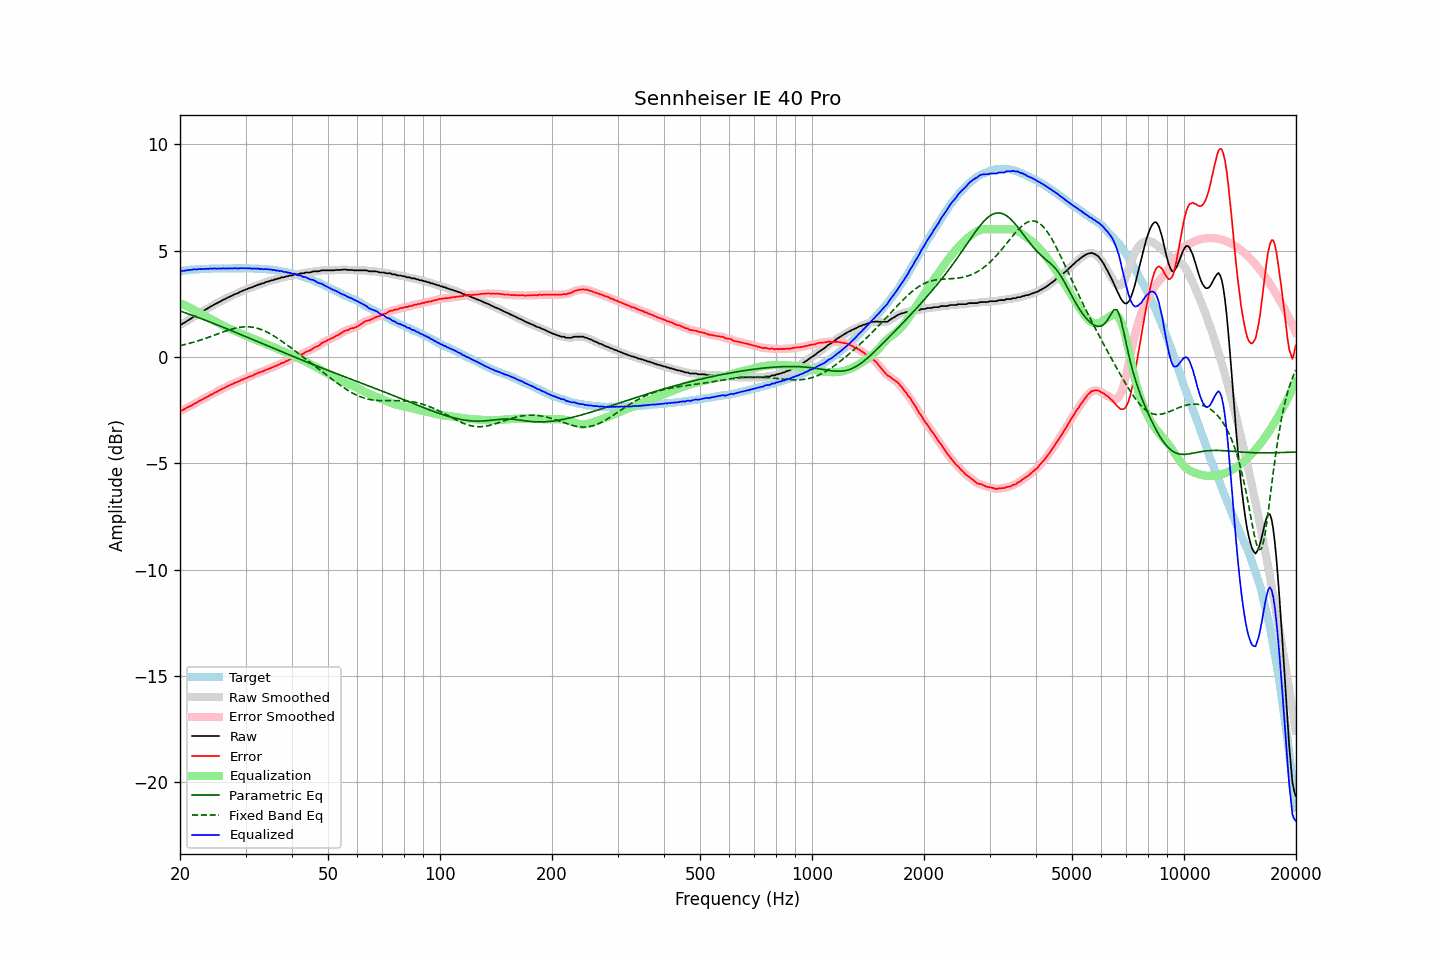 Sennheiser IE 40 Pro
Amplitude (dBr)
10
5
0
−5
−10
−15
−20
Target
Raw Smoothed
Error Smoothed
Raw
Error
Equalization
Parametric Eq
Fixed Band Eq
Equalized
20 50 100 200 500 1000 2000 5000 10000 20000
Frequency (Hz)